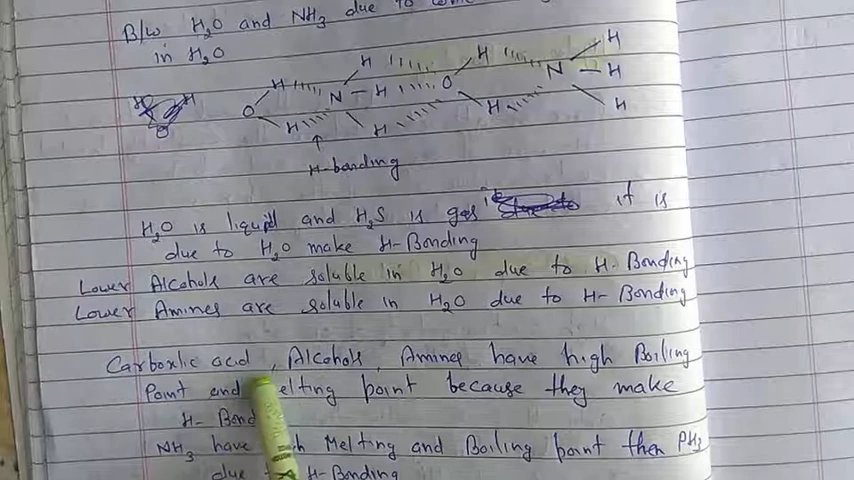 B/w H2O and NH3 due to
in H2O
H H
H N - H O H N - H
O H H H
H
H-bonding
H2O is liquid and H2S is gas it is
due to H2O make H-Bonding
Lower Alcohols are soluble in H2O due to H-Bonding
Lower Amines are soluble in H2O due to H-Bonding
Carboxlic acid, Alcohols, Amines have high Boiling
Point and elting point because they make
H-Bond
NH3 have h Melting and Boiling point then PH3
due t H-Bonding